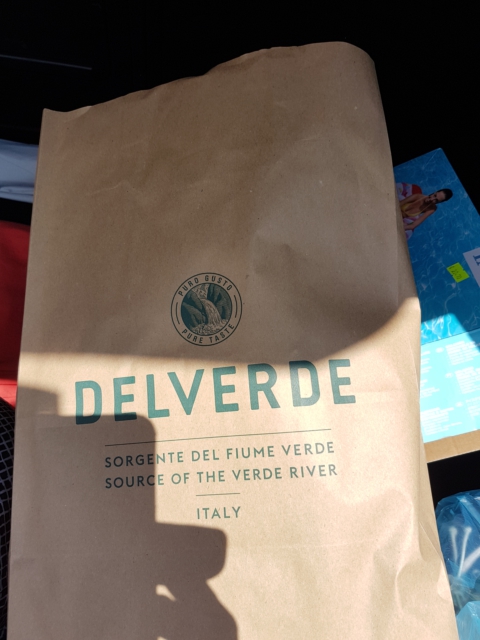 PURO GUSTO
PURE TASTE
DELVERDE
SORGENTE DEL FIUME VERDE
SOURCE OF THE VERDE RIVER
ITALY